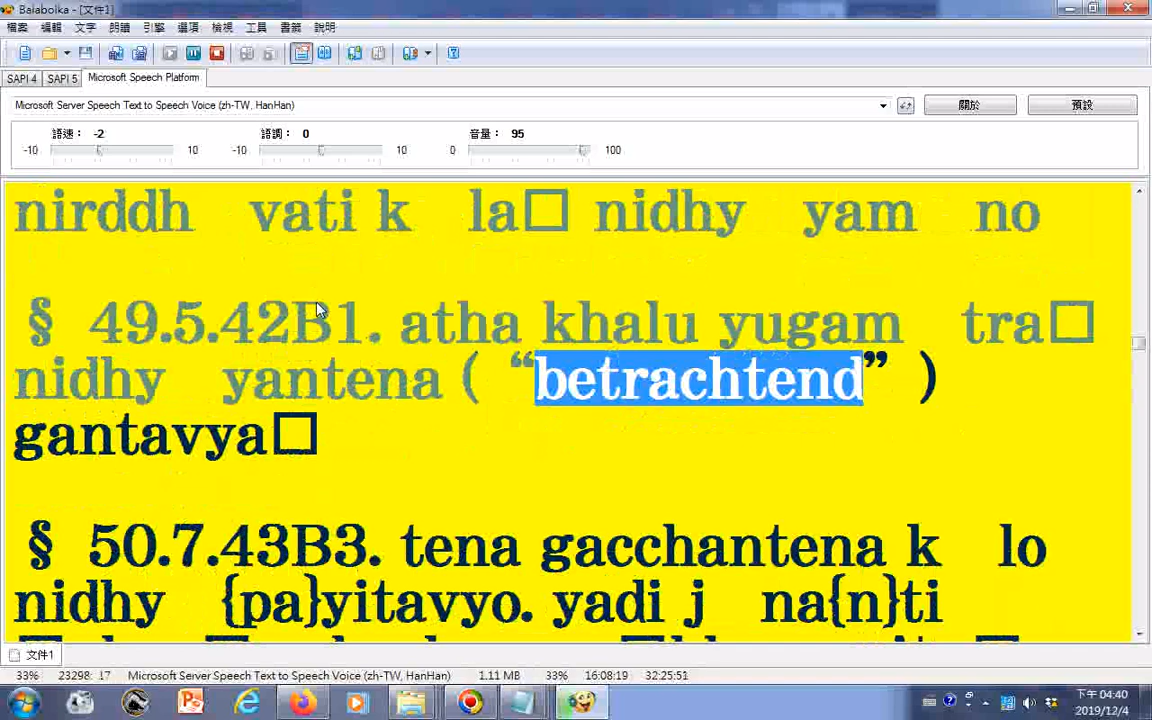 Balabolka - [文件1]
檔案 編輯 文字 朗讀 引擎 選項 檢視 工具 書籤 說明
SAPI 4 SAPI 5 Microsoft Speech Platform
Microsoft Server Speech Text to Speech Voice (zh-TW, HanHan)
關於 預設
語速： -2 語調： 0 音量： 95
-10 10 -10 10 0 100
nirddh vati k la□ nidhy yam no
§ 49.5.42B1. atha khalu yugam tra□
nidhy yantena ( “betrachtend” )
gantavya□
§ 50.7.43B3. tena gacchantena k lo
nidhy {pa}yitavyo. yadi j na{n}ti
文件1
33% 23298: 17 Microsoft Server Speech Text to Speech Voice (zh-TW, HanHan) 1.11 MB 33% 16:08:19 32:25:51
下午 04:40
2019/12/4